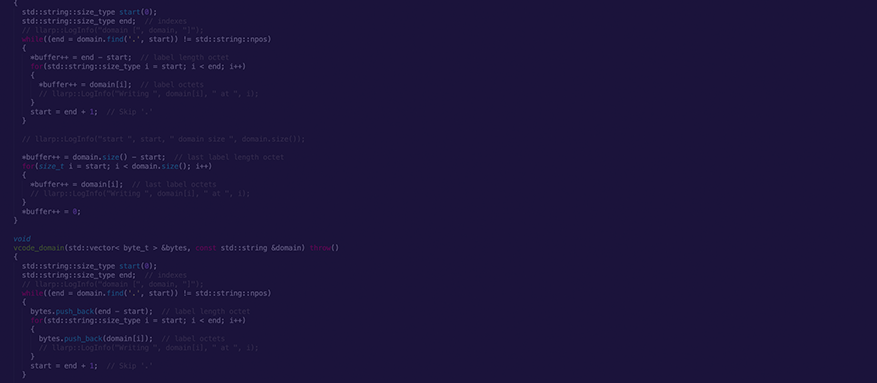 {
std::string::size_type start(0);
std::string::size_type end;  // indexes
// llarp::LogInfo("domain [", domain, "]");
while((end = domain.find('.', start)) != std::string::npos)
{
*buffer++ = end - start;  // label length octet
for(std::string::size_type i = start; i < end; i++)
{
*buffer++ = domain[i];  // label octets
// llarp::LogInfo("Writing ", domain[i], " at ", i);
}
start = end + 1;  // Skip '.'
}
// llarp::LogInfo("start ", start, " domain size ", domain.size());
*buffer++ = domain.size() - start;  // last label length octet
for(size_t i = start; i < domain.size(); i++)
{
*buffer++ = domain[i];  // last label octets
// llarp::LogInfo("Writing ", domain[i], " at ", i);
}
*buffer++ = 0;
}
void
vcode_domain(std::vector< byte_t > &bytes, const std::string &domain) throw()
{
std::string::size_type start(0);
std::string::size_type end;  // indexes
// llarp::LogInfo("domain [", domain, "]");
while((end = domain.find('.', start)) != std::string::npos)
{
bytes.push_back(end - start);  // label length octet
for(std::string::size_type i = start; i < end; i++)
{
bytes.push_back(domain[i]);  // label octets
// llarp::LogInfo("Writing ", domain[i], " at ", i);
}
start = end + 1;  // Skip '.'
}